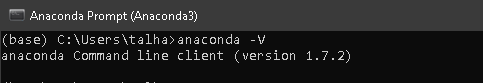 Anaconda Prompt (Anaconda3)
(base) C:\Users\talha>anaconda -V
anaconda Command line client (version 1.7.2)